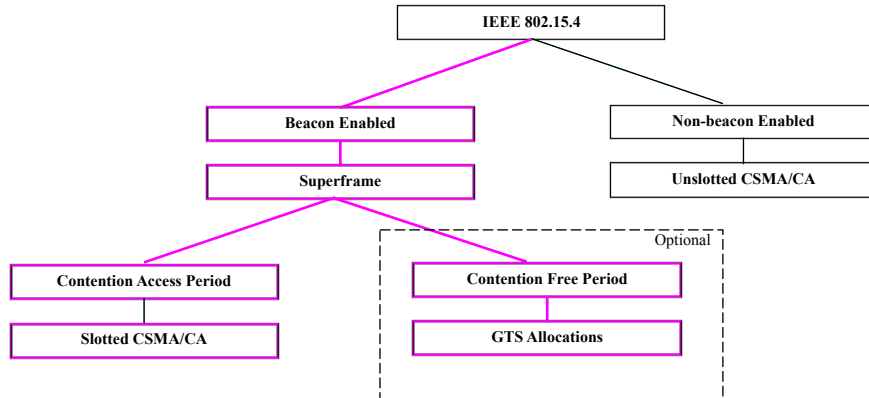 IEEE 802.15.4
Beacon Enabled
Non-beacon Enabled
Superframe
Unslotted CSMA/CA
Optional
Contention Access Period
Contention Free Period
Slotted CSMA/CA
GTS Allocations